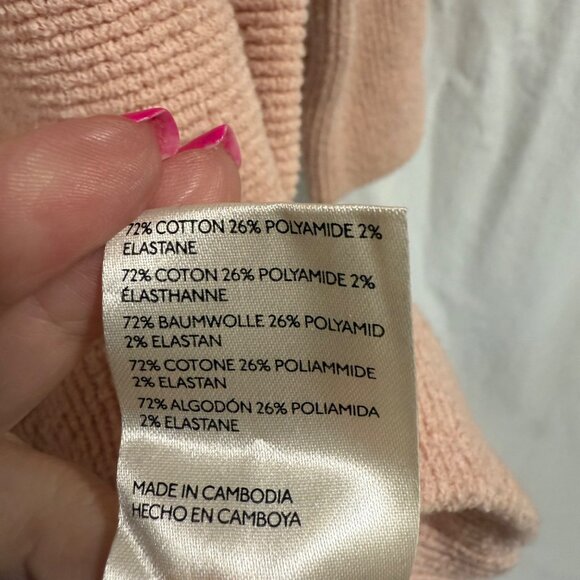 72% COTTON 26% POLYAMIDE 2%
ELASTANE
72% COTON 26% POLYAMIDE 2%
ÉLASTHANNE
72% BAUMWOLLE 26% POLYAMID
2% ELASTAN
72% COTONE 26% POLIAMMIDE
2% ELASTAN
72% ALGODÓN 26% POLIAMIDA
2% ELASTANE
MADE IN CAMBODIA
HECHO EN CAMBOYA